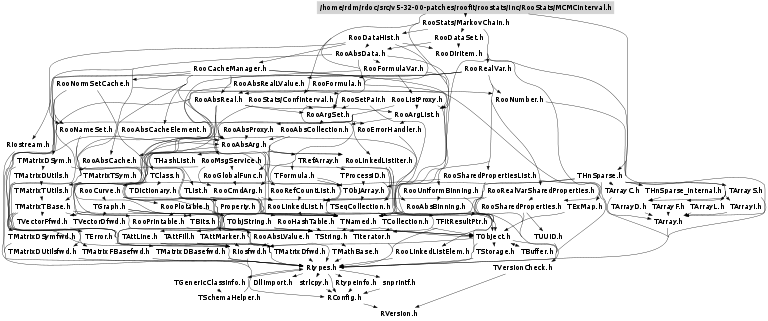 /home/rdm/rdoc/src/v5-32-00-patches/roofit/roostats/inc/RooStats/MCMCInterval.h
RooStats/MarkovChain.h
RooDataHist.h RooDataSet.h
RooAbsData.h RooDirItem.h
RooCacheManager.h RooFormulaVar.h RooRealVar.h
RooNormSetCache.h RooAbsRealLValue.h RooFormula.h
RooAbsReal.h RooStats/ConfInterval.h RooSetPair.h RooListProxy.h RooNumber.h
RooArgSet.h RooArgList.h
RooNameSet.h RooAbsCacheElement.h RooAbsProxy.h RooAbsCollection.h RooErrorHandler.h
Riostream.h RooAbsArg.h
TMatrixDSym.h RooAbsCache.h THashList.h RooMsgService.h TRefArray.h RooLinkedListIter.h
TMatrixDUtils.h TMatrixTSym.h TClass.h RooGlobalFunc.h TFormula.h TProcessID.h RooSharedPropertiesList.h THnSparse.h
TMatrixTUtils.h RooCurve.h TDictionary.h TList.h RooCmdArg.h RooRefCountList.h TObjArray.h RooUniformBinning.h RooRealVarSharedProperties.h TArrayC.h THnSparse_Internal.h TArrayS.h
TMatrixTBase.h TGraph.h RooPlotable.h Property.h RooLinkedList.h TSeqCollection.h RooAbsBinning.h RooSharedProperties.h TExMap.h TArrayD.h TArrayF.h TArrayL.h TArrayI.h
TVectorFfwd.h TVectorDfwd.h RooPrintable.h TBits.h TObjString.h RooHashTable.h TNamed.h TCollection.h TFitResultPtr.h TArray.h
TMatrixDSymfwd.h TError.h TAttLine.h TAttFill.h TAttMarker.h RooAbsLValue.h TString.h TIterator.h TObject.h TUUID.h
TMatrixDUtilsfwd.h TMatrixFBasefwd.h TMatrixDBasefwd.h Riosfwd.h TMatrixDfwd.h TMathBase.h RooLinkedListElem.h TStorage.h TBuffer.h
Rtypes.h TVersionCheck.h
TGenericClassInfo.h DllImport.h strlcpy.h RtypeInfo.h snprintf.h
TSchemaHelper.h RConfig.h
RVersion.h